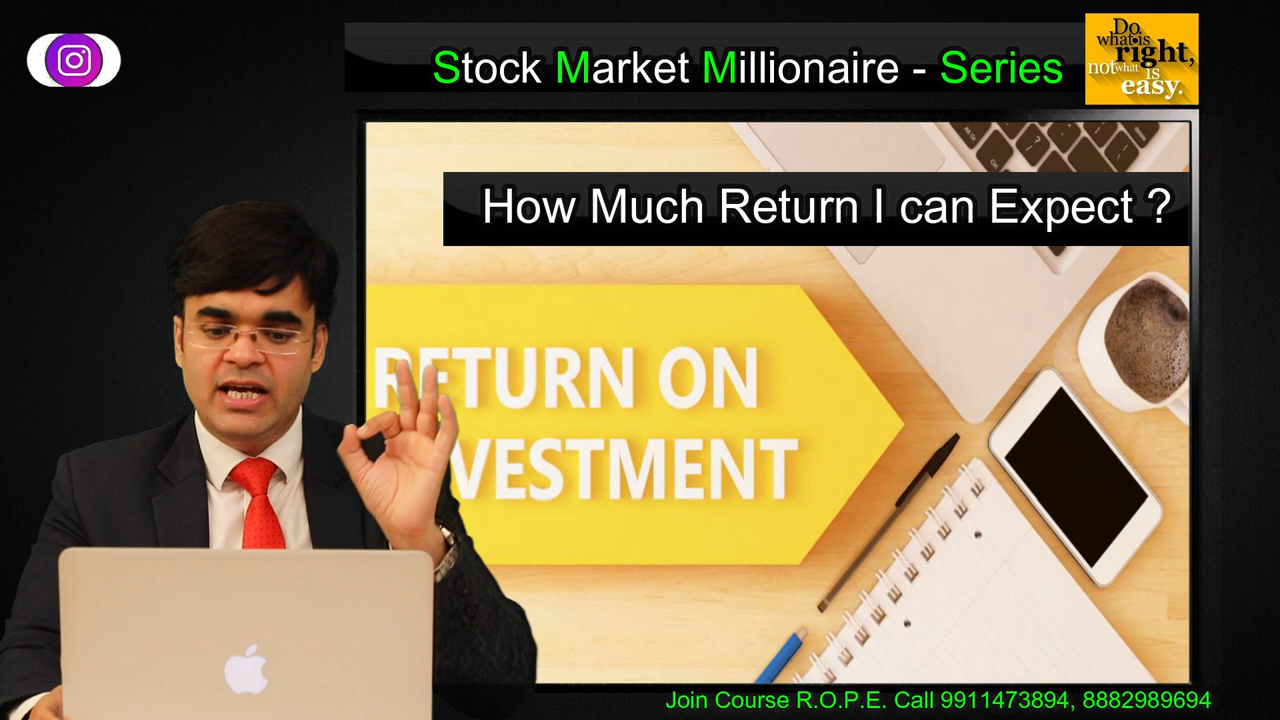 Stock Market Millionaire - Series
Do
what is
right,
not what
is
easy.
How Much Return I can Expect ?
RETURN ON
VESTMENT
Join Course R.O.P.E. Call 9911473894, 8882989694